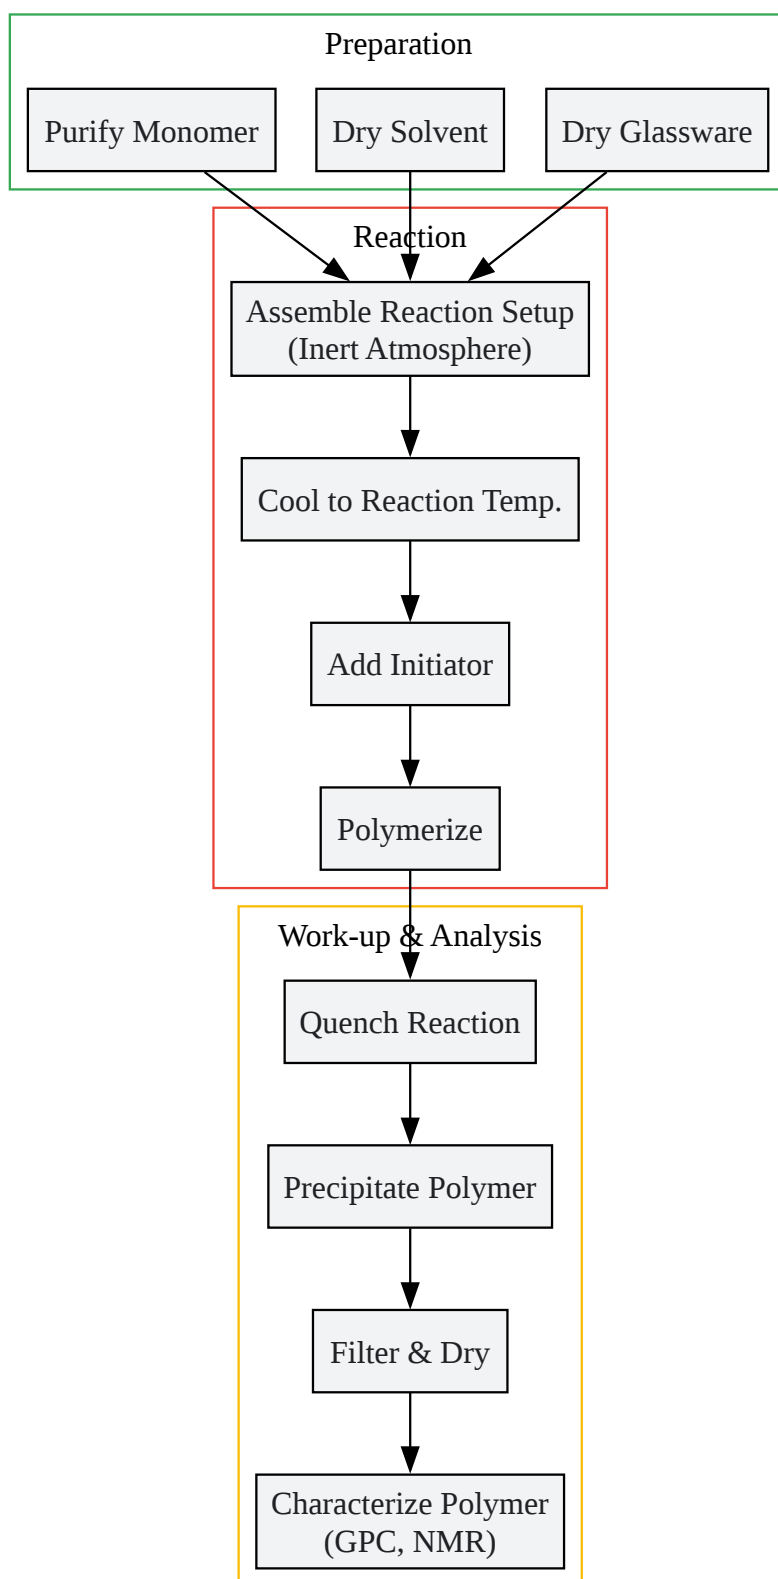 Preparation
Purify Monomer
Dry Solvent
Dry Glassware
Reaction
Assemble Reaction Setup
(Inert Atmosphere)
Cool to Reaction Temp.
Add Initiator
Polymerize
Work-up & Analysis
Quench Reaction
Precipitate Polymer
Filter & Dry
Characterize Polymer
(GPC, NMR)